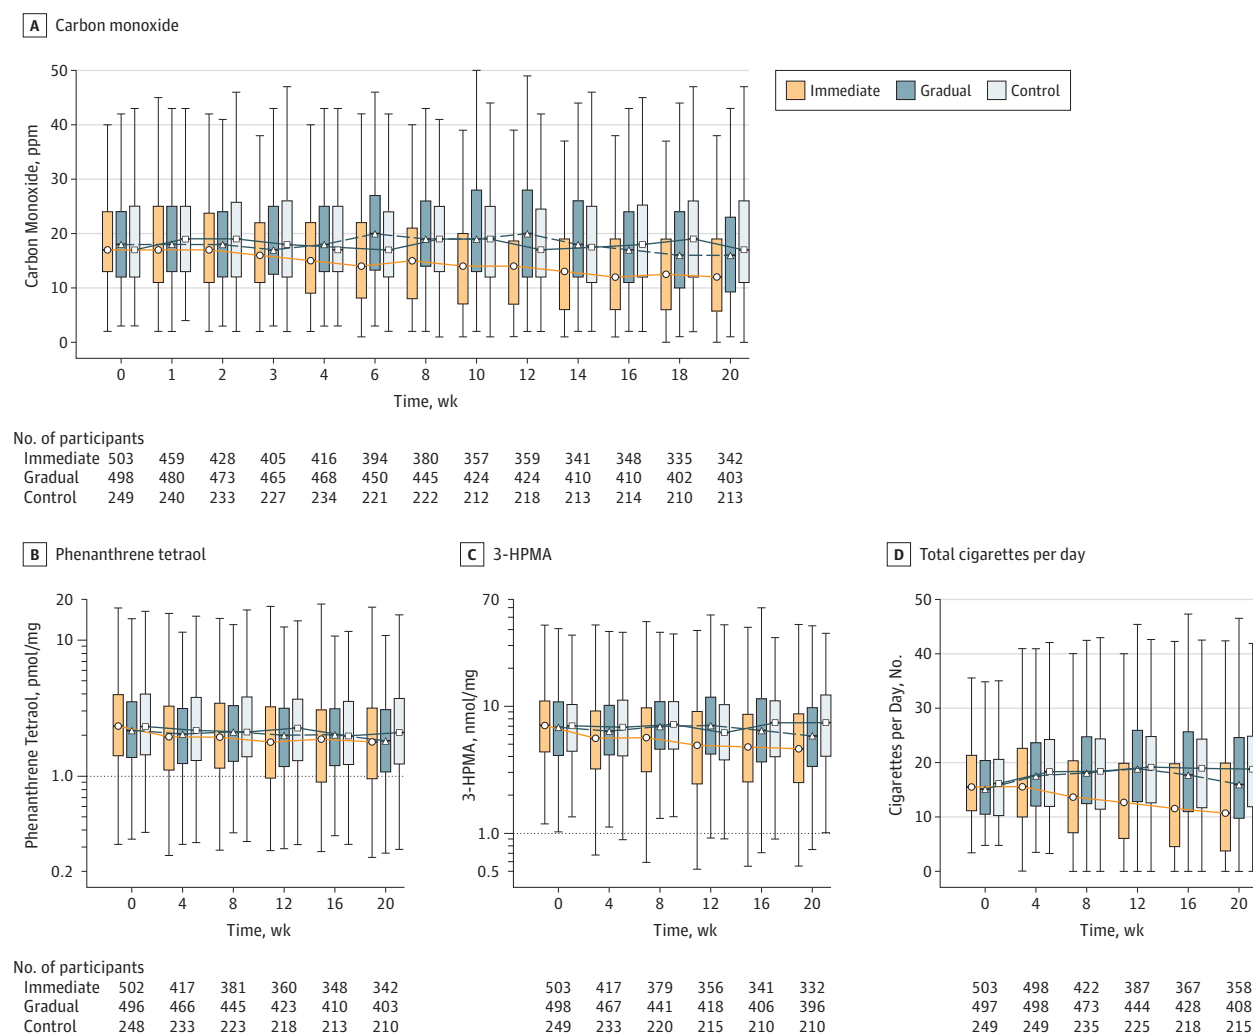 A Carbon monoxide
50
40
30
20
10
0
Carbon Monoxide, ppm
Immediate Gradual Control
0 1 2 3 4 6 8 10 12 14 16 18 20
Time, wk
No. of participants
Immediate 503 459 428 405 416 394 380 357 359 341 348 335 342
Gradual 498 480 473 465 468 450 445 424 424 410 410 402 403
Control 249 240 233 227 234 221 222 212 218 213 214 210 213
B Phenanthrene tetraol
20
10
1.0
0.2
Phenanthrene Tetraol, pmol/mg
0 4 8 12 16 20
Time, wk
C 3-HPMA
70
10
1.0
0.5
3-HPMA, nmol/mg
0 4 8 12 16 20
Time, wk
D Total cigarettes per day
50
40
30
20
10
0
Cigarettes per Day, No.
0 4 8 12 16 20
Time, wk
No. of participants
Immediate 502 417 381 360 348 342 503 417 379 356 341 332 503 498 422 387 367 358
Gradual 496 466 445 423 410 403 498 467 441 418 406 396 497 498 473 444 428 408
Control 248 233 223 218 213 210 249 233 220 215 210 210 249 249 235 225 218 215